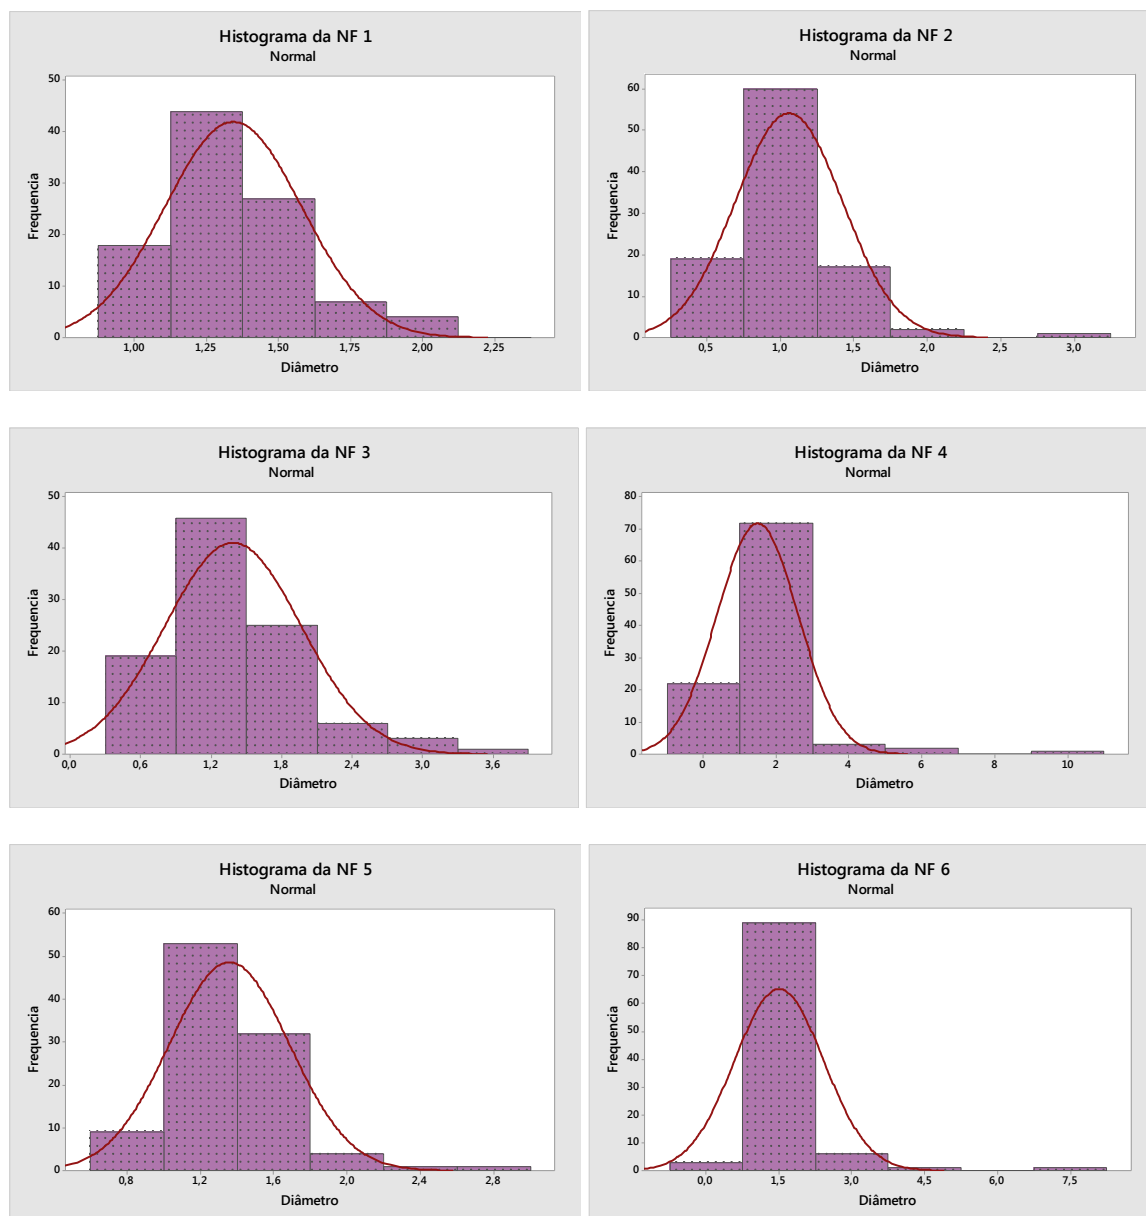 Histograma da NF 1
Normal
50
40
30
20
10
0
Frequencia
1,00 1,25 1,50 1,75 2,00 2,25
Diâmetro
Histograma da NF 2
Normal
60
50
40
30
20
10
0
Frequencia
0,5 1,0 1,5 2,0 2,5 3,0
Diâmetro
Histograma da NF 3
Normal
50
40
30
20
10
0
Frequencia
0,0 0,6 1,2 1,8 2,4 3,0 3,6
Diâmetro
Histograma da NF 4
Normal
80
70
60
50
40
30
20
10
0
Frequencia
0 2 4 6 8 10
Diâmetro
Histograma da NF 5
Normal
60
50
40
30
20
10
0
Frequencia
0,8 1,2 1,6 2,0 2,4 2,8
Diâmetro
Histograma da NF 6
Normal
90
80
70
60
50
40
30
20
10
0
Frequencia
0,0 1,5 3,0 4,5 6,0 7,5
Diâmetro